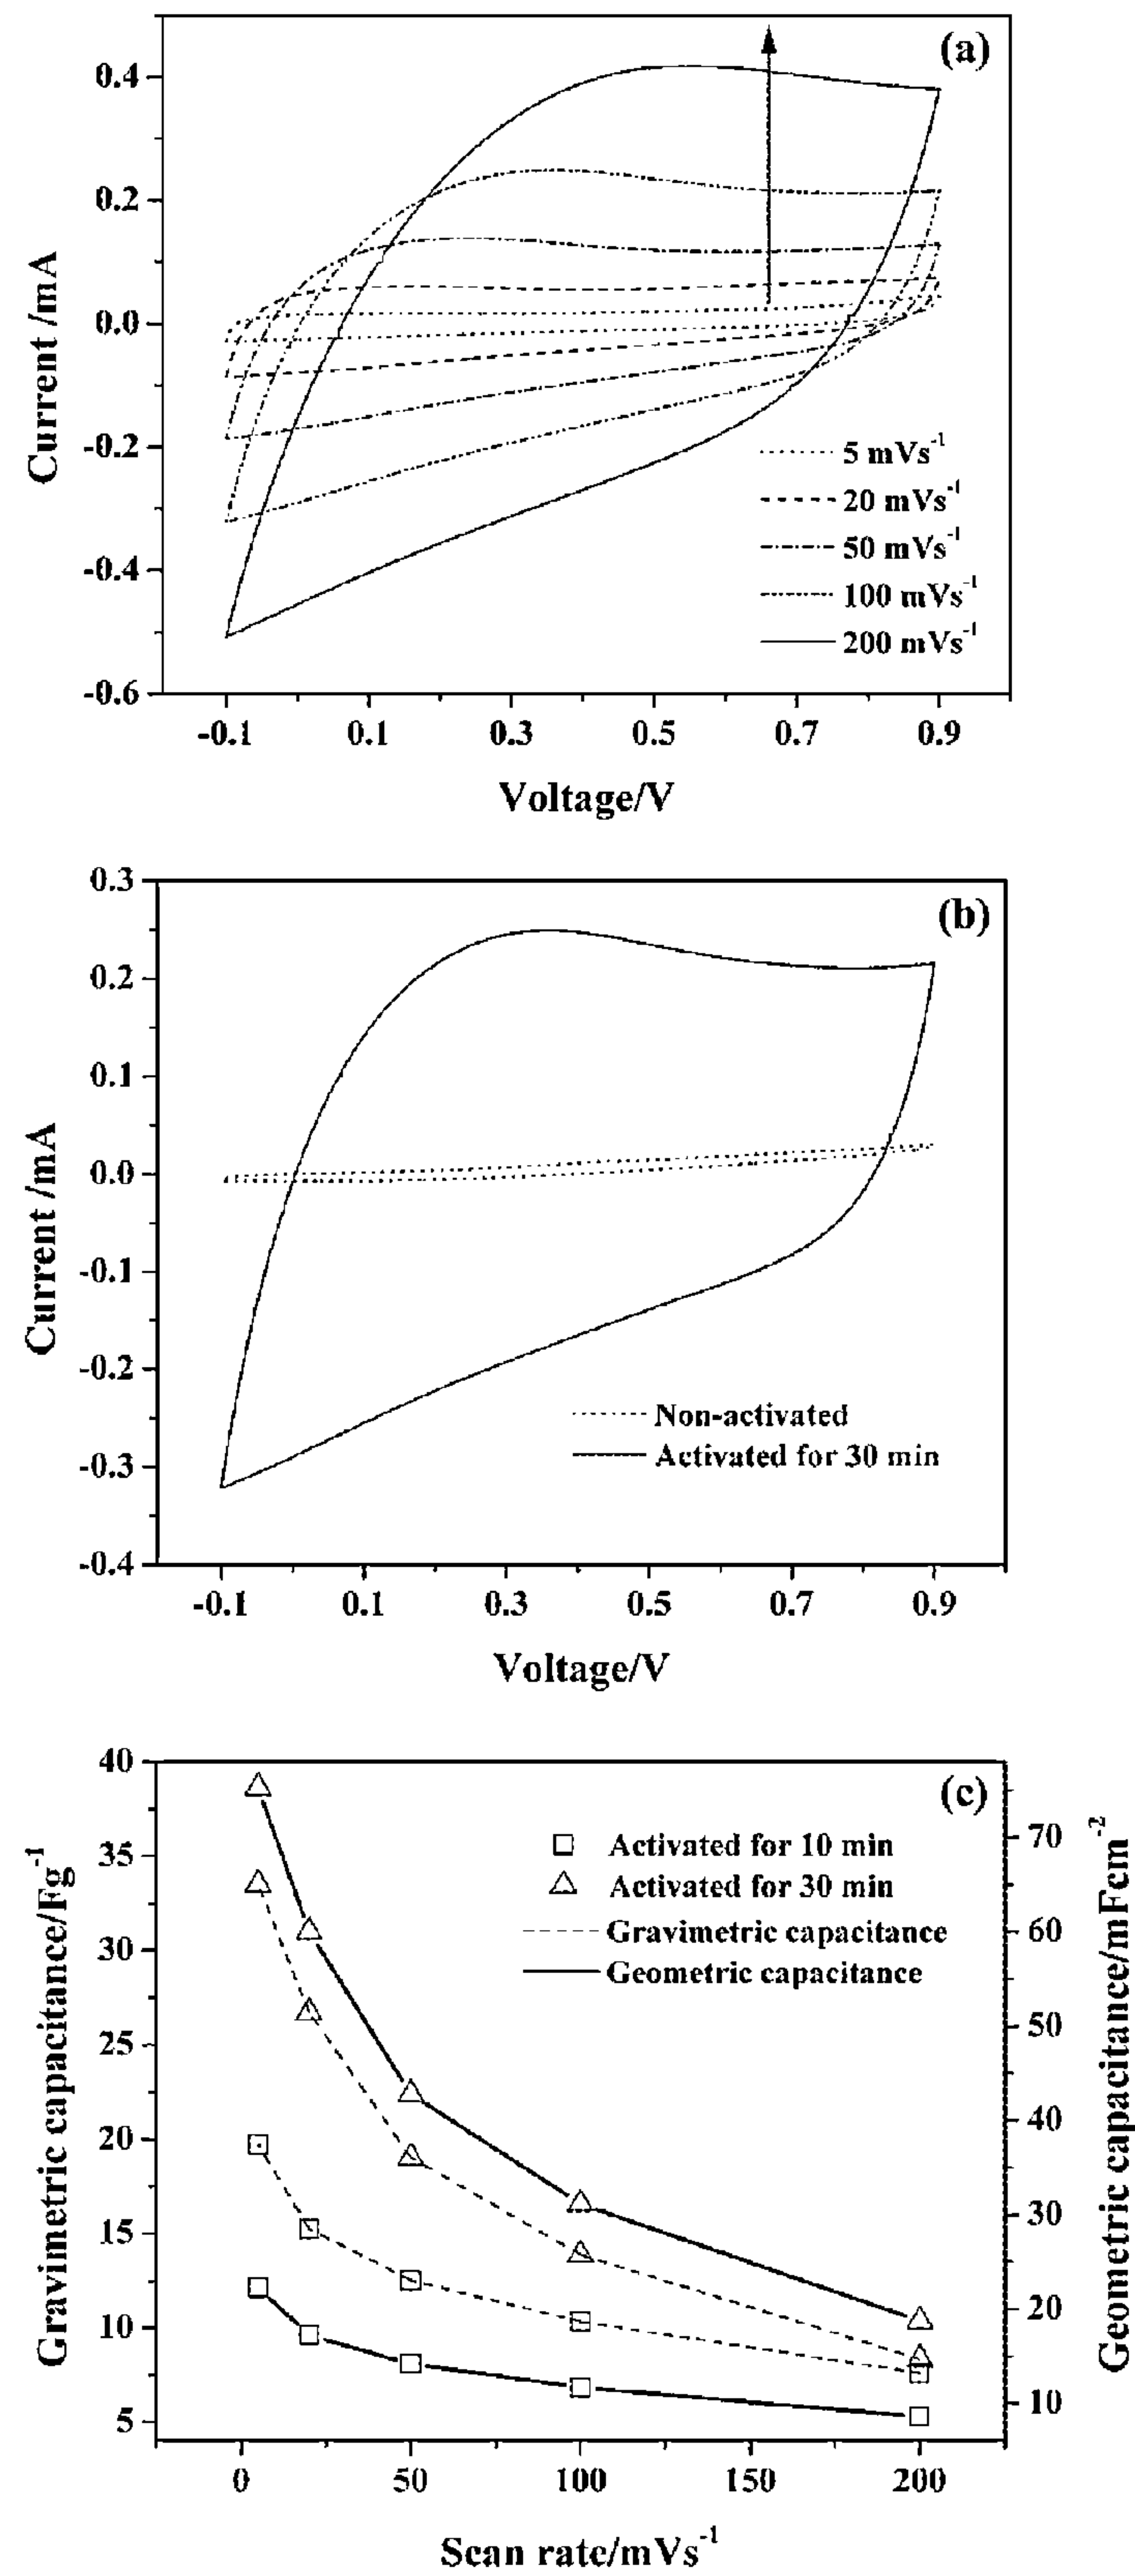 (a)
0.4
0.2
0.0
-0.2
-0.4
-0.6
Current /mA
5 mVs⁻¹
20 mVs⁻¹
50 mVs⁻¹
100 mVs⁻¹
200 mVs⁻¹
-0.1 0.1 0.3 0.5 0.7 0.9
Voltage/V
(b)
0.3
0.2
0.1
0.0
-0.1
-0.2
-0.3
-0.4
Current /mA
Non-activated
Activated for 30 min
-0.1 0.1 0.3 0.5 0.7 0.9
Voltage/V
(c)
40
35
30
25
20
15
10
5
Gravimetric capacitance/Fg⁻¹
Activated for 10 min
Activated for 30 min
Gravimetric capacitance
Geometric capacitance
70
60
50
40
30
20
10
Geometric capacitance/mFcm⁻²
0 50 100 150 200
Scan rate/mVs⁻¹